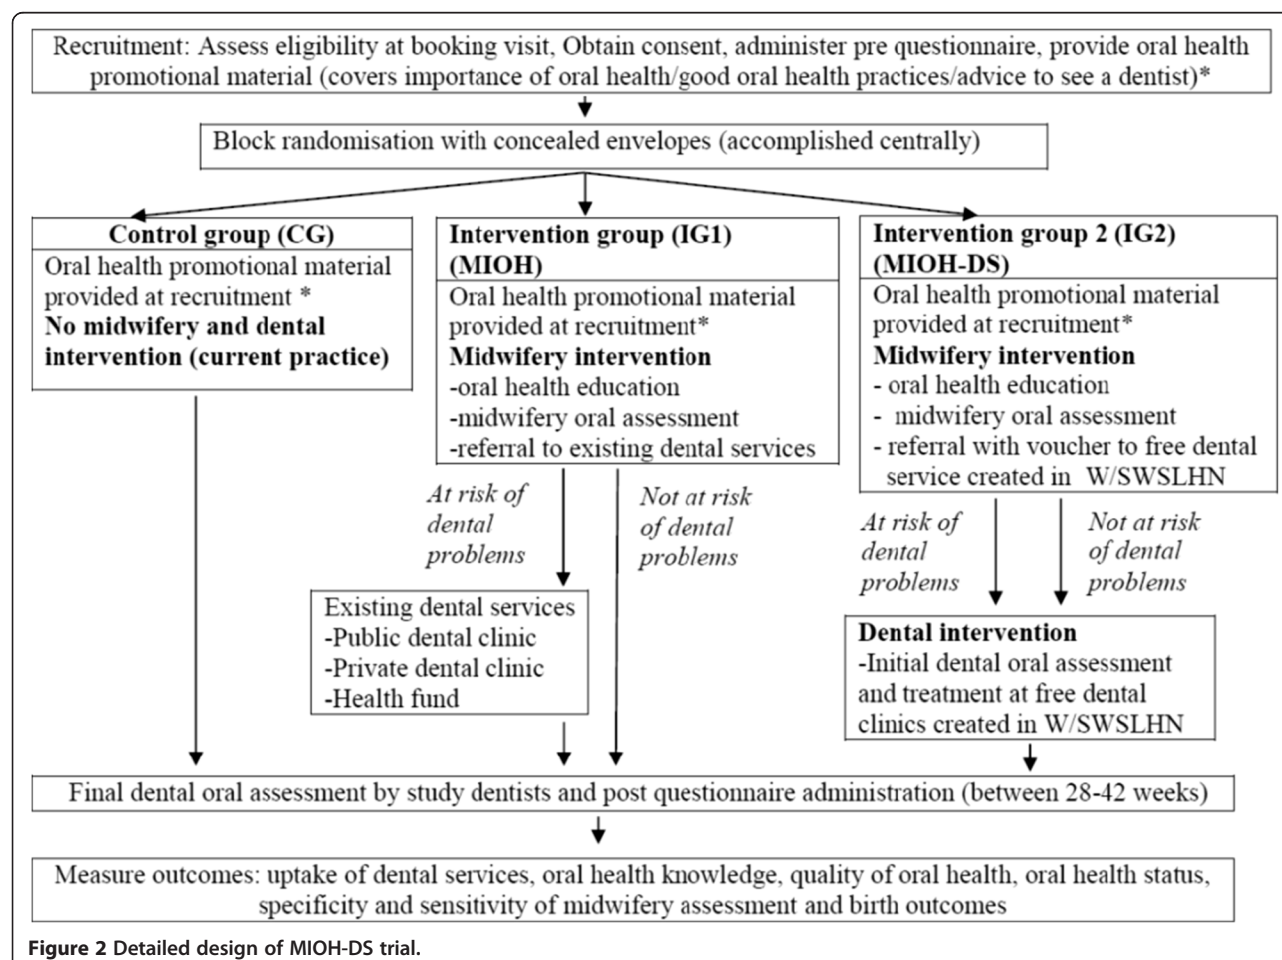 Recruitment: Assess eligibility at booking visit, Obtain consent, administer pre questionnaire, provide oral health
promotional material (covers importance of oral health/good oral health practices/advice to see a dentist)*
Block randomisation with concealed envelopes (accomplished centrally)
Control group (CG)
Oral health promotional material
provided at recruitment *
No midwifery and dental
intervention (current practice)
Intervention group (IG1)
(MIOH)
Oral health promotional material
provided at recruitment*
Midwifery intervention
-oral health education
-midwifery oral assessment
-referral to existing dental services
Intervention group 2 (IG2)
(MIOH-DS)
Oral health promotional material
provided at recruitment*
Midwifery intervention
- oral health education
- midwifery oral assessment
- referral with voucher to free dental
service created in W/SWSLHN
At risk of
dental
problems
Not at risk
of dental
problems
At risk of
dental
problems
Not at risk
of dental
problems
Existing dental services
-Public dental clinic
-Private dental clinic
-Health fund
Dental intervention
-Initial dental oral assessment
and treatment at free dental
clinics created in W/SWSLHN
Final dental oral assessment by study dentists and post questionnaire administration (between 28-42 weeks)
Measure outcomes: uptake of dental services, oral health knowledge, quality of oral health, oral health status,
specificity and sensitivity of midwifery assessment and birth outcomes
Figure 2 Detailed design of MIOH-DS trial.